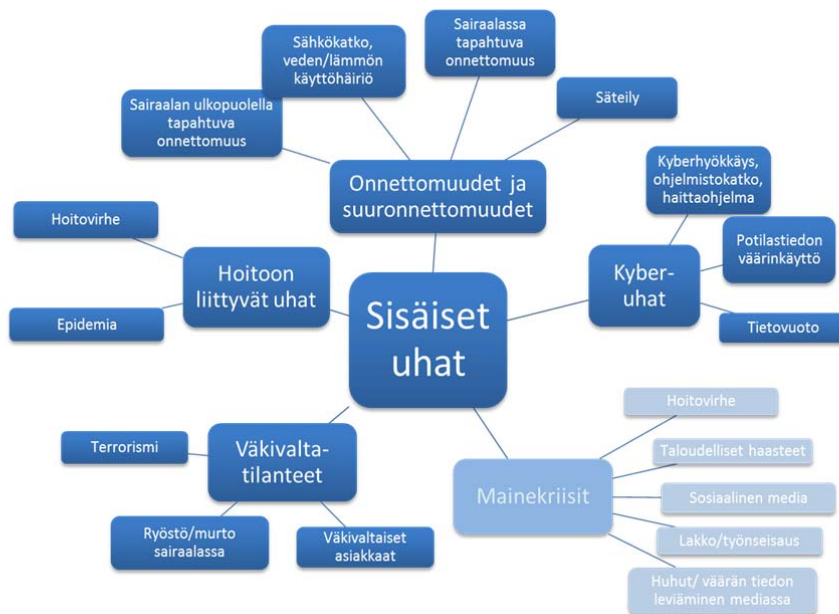 Sairaalan ulkopuolella
tapahtuva
onnettomuus
Sähkökatko,
veden/lämmön
käyttöhäiriö
Sairaalassa
tapahtuva
onnettomuus
Säteily
Onnettomuudet ja
suuronnettomuudet
Kyberhyökkäys,
ohjelmistokatko,
haittaohjelma
Potilastiedon
väärinkäyttö
Tietovuoto
Kyber-
uhat
Hoitovirhe
Epidemia
Hoitoon
liittyvät uhat
Sisäiset
uhat
Terrorismi
Ryöstö/murto
sairaalassa
Väkivaltaiset
asiakkaat
Väkivalta-
tilanteet
Mainekriisit
Hoitovirhe
Taloudelliset haasteet
Sosiaalinen media
Lakko/työnseisaus
Huhut/ väärän tiedon
leviäminen mediassa